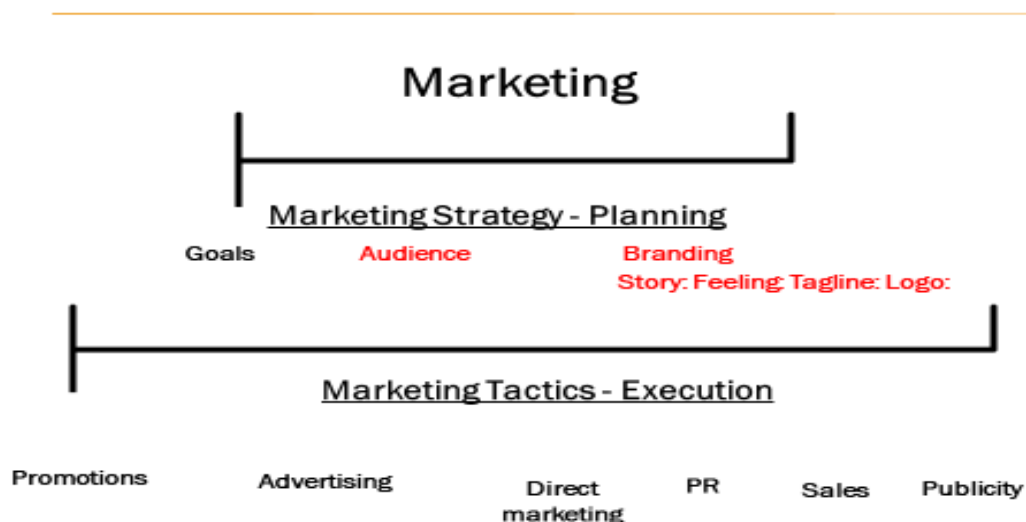 Marketing
Marketing Strategy - Planning
Goals Audience Branding
Story: Feeling: Tagline: Logo:
Marketing Tactics - Execution
Promotions Advertising Direct marketing PR Sales Publicity